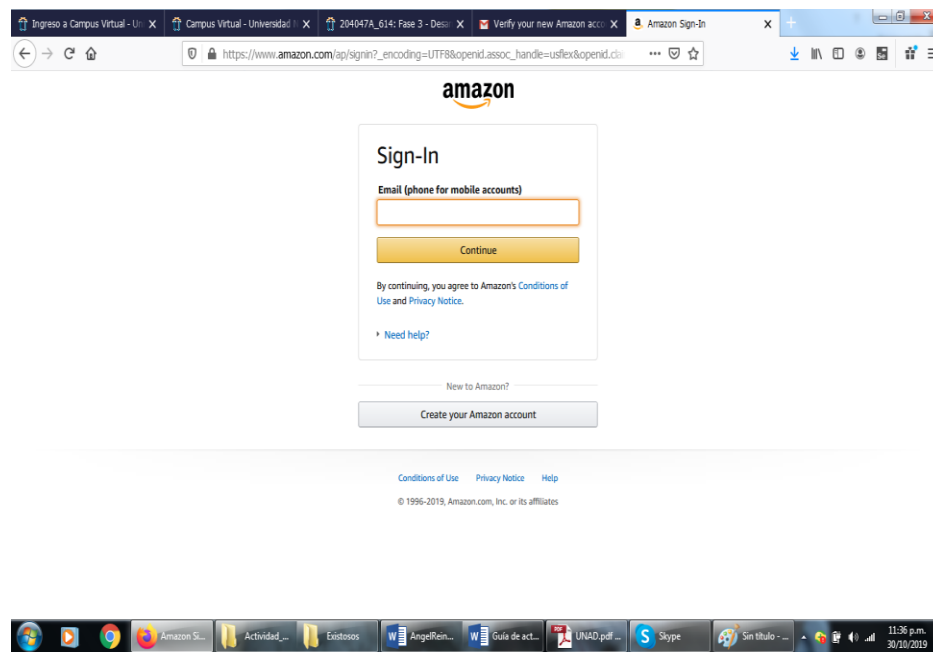 Ingreso a Campus Virtual - Un
Campus Virtual - Universidad N
204047A_614: Fase 3 - Desar
Verify your new Amazon acco
Amazon Sign-In
https://www.amazon.com/ap/signin?_encoding=UTF8&openid.assoc_handle=usflex&openid.cla
amazon
Sign-In
Email (phone for mobile accounts)
Continue
By continuing, you agree to Amazon's Conditions of
Use and Privacy Notice.
Need help?
New to Amazon?
Create your Amazon account
Conditions of Use Privacy Notice Help
© 1996-2019, Amazon.com, Inc. or its affiliates
Amazon Si...
Actividad_...
Existosos
AngelRein...
Guía de act...
UNAD.pdf ...
Skype
Sin título - ...
11:36 p.m.
30/10/2019